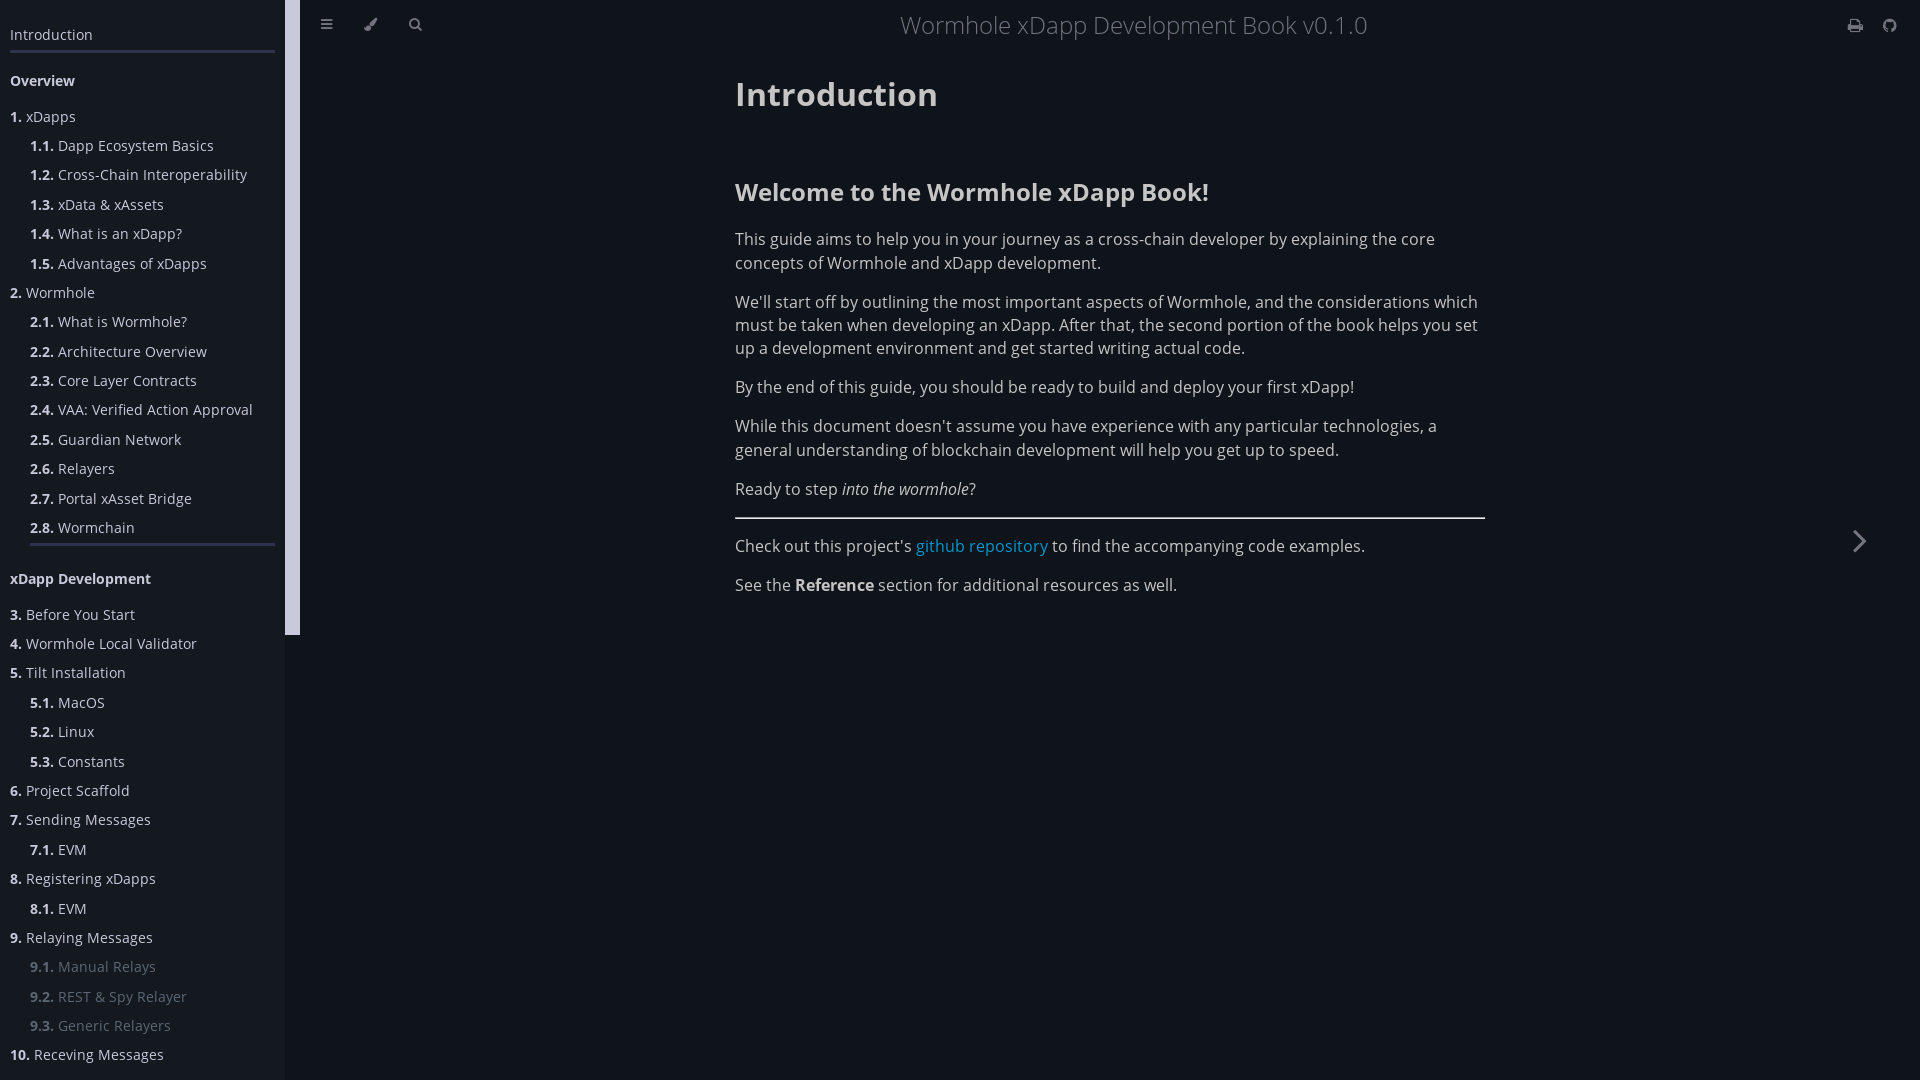 Introduction
Overview
1. xDapps
1.1. Dapp Ecosystem Basics
1.2. Cross-Chain Interoperability
1.3. xData & xAssets
1.4. What is an xDapp?
1.5. Advantages of xDapps
2. Wormhole
2.1. What is Wormhole?
2.2. Architecture Overview
2.3. Core Layer Contracts
2.4. VAA: Verified Action Approval
2.5. Guardian Network
2.6. Relayers
2.7. Portal xAsset Bridge
2.8. Wormchain
xDapp Development
3. Before You Start
4. Wormhole Local Validator
5. Tilt Installation
5.1. MacOS
5.2. Linux
5.3. Constants
6. Project Scaffold
7. Sending Messages
7.1. EVM
8. Registering xDapps
8.1. EVM
9. Relaying Messages
9.1. Manual Relays
9.2. REST & Spy Relayer
9.3. Generic Relayers
10. Receving Messages
Wormhole xDapp Development Book v0.1.0
Introduction
Welcome to the Wormhole xDapp Book!
This guide aims to help you in your journey as a cross-chain developer by explaining the core
concepts of Wormhole and xDapp development.
We'll start off by outlining the most important aspects of Wormhole, and the considerations which
must be taken when developing an xDapp. After that, the second portion of the book helps you set
up a development environment and get started writing actual code.
By the end of this guide, you should be ready to build and deploy your first xDapp!
While this document doesn't assume you have experience with any particular technologies, a
general understanding of blockchain development will help you get up to speed.
Ready to step into the wormhole?
Check out this project's github repository to find the accompanying code examples.
See the Reference section for additional resources as well.